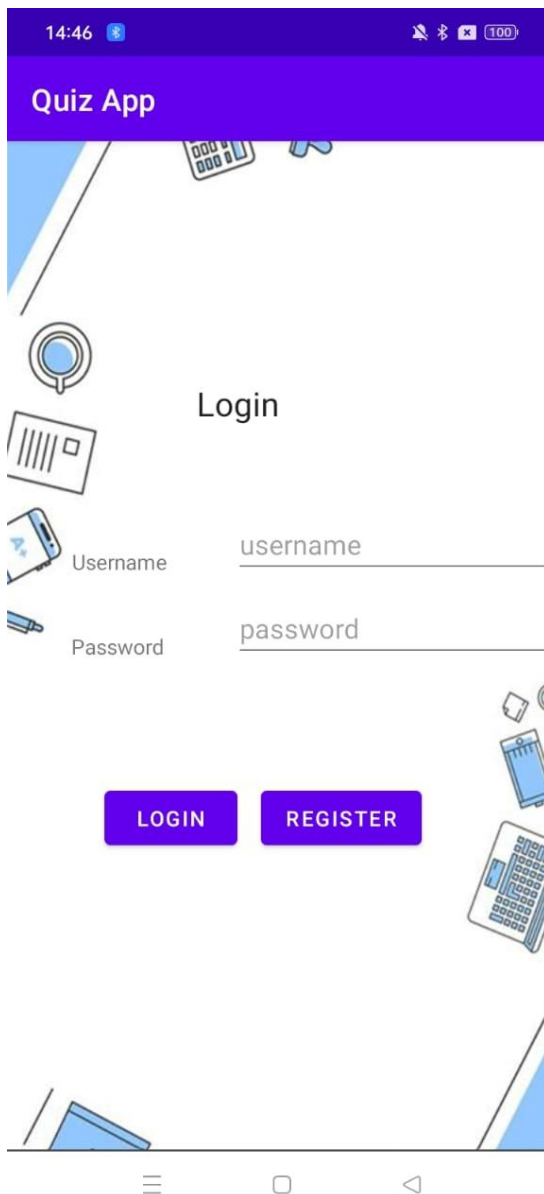 14:46 100
Quiz App
Login
A+
Username username
Password password
LOGIN REGISTER